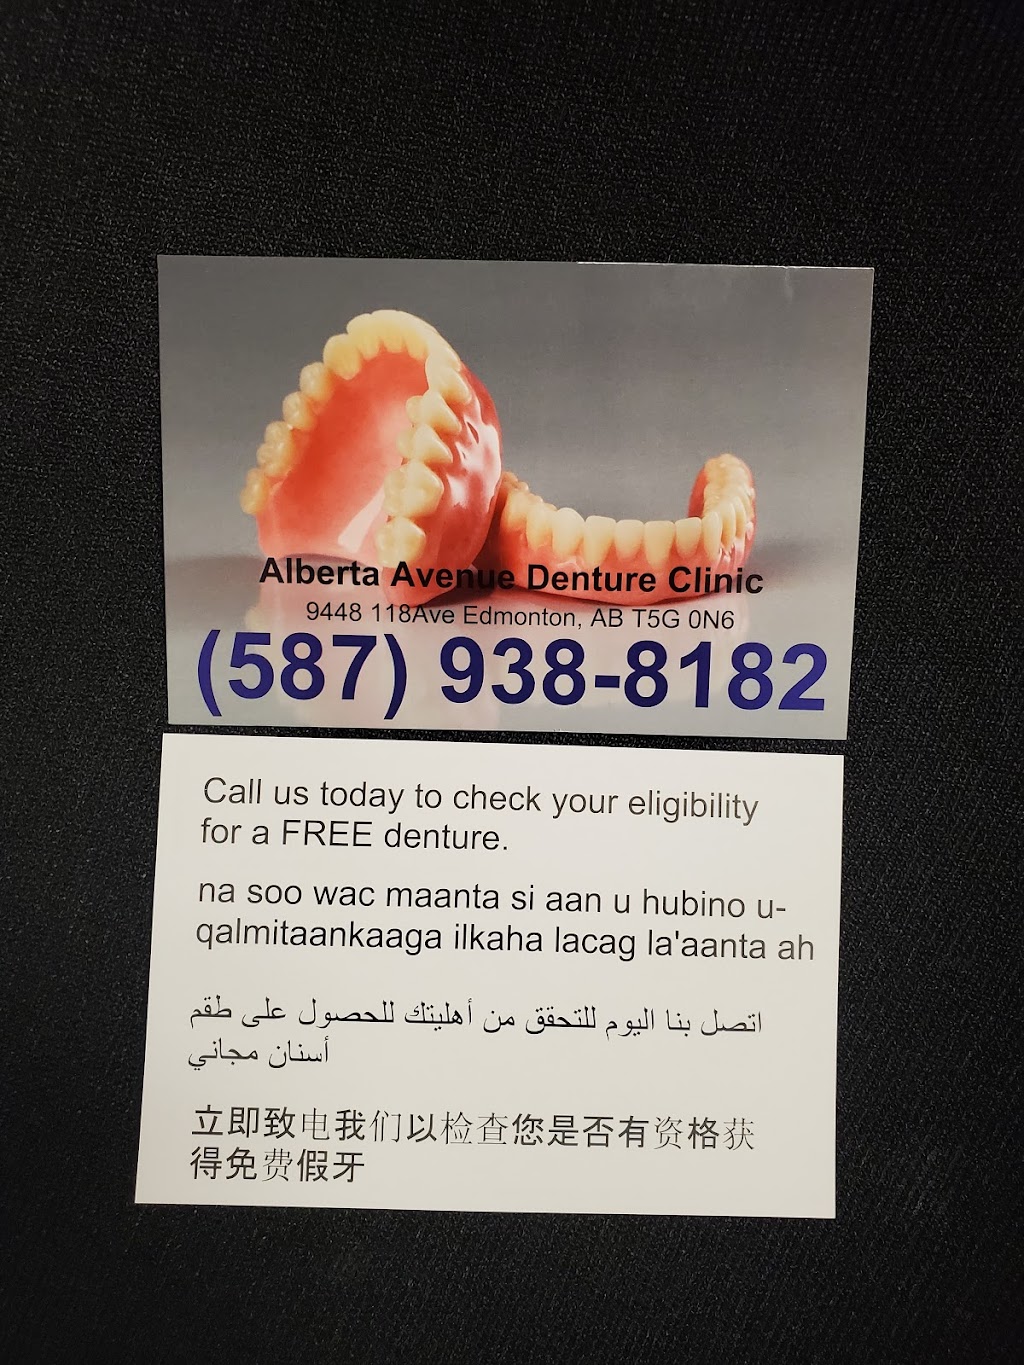 Alberta Avenue Denture Clinic
9448 118Ave Edmonton, AB T5G 0N6
(587) 938-8182
Call us today to check your eligibility
for a FREE denture.
na soo wac maanta si aan u hubino u-
qalmitaankaaga ilkaha lacag la'aanta ah
اتصل بنا اليوم للتحقق من أهليتك للحصول على طقم
أسنان مجاني
立即致电我们以检查您是否有资格获
得免费假牙